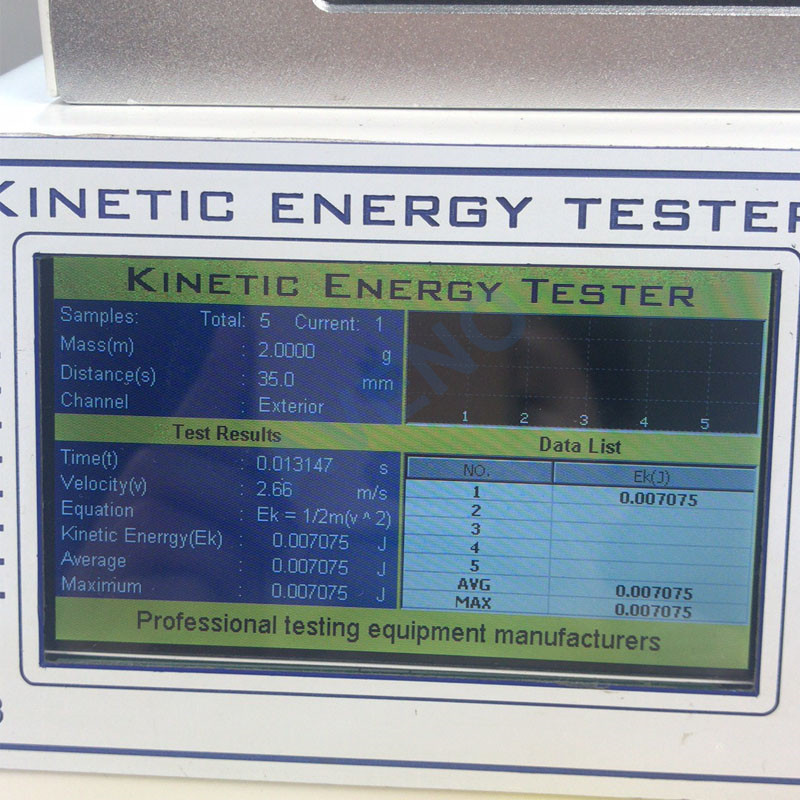 KINETIC ENERGY TESTER
KINETIC ENERGY TESTER
Samples: Total: 5 Current: 1
Mass(m) : 2.0000 g
Distance(s) : 35.0 mm
Channel : Exterior
1 2 3 4 5
Test Results
Time(t) : 0.013147 s
Velocity(v) : 2.66 m/s
Equation : Ek = 1/2m(v^2)
Kinetic Enerrgy(Ek) : 0.007075 J
Average : 0.007075 J
Maximum : 0.007075 J
Data List
NO. Ek(J)
1 0.007075
2
3
4
5
AVG 0.007075
MAX 0.007075
Professional testing equipment manufacturers